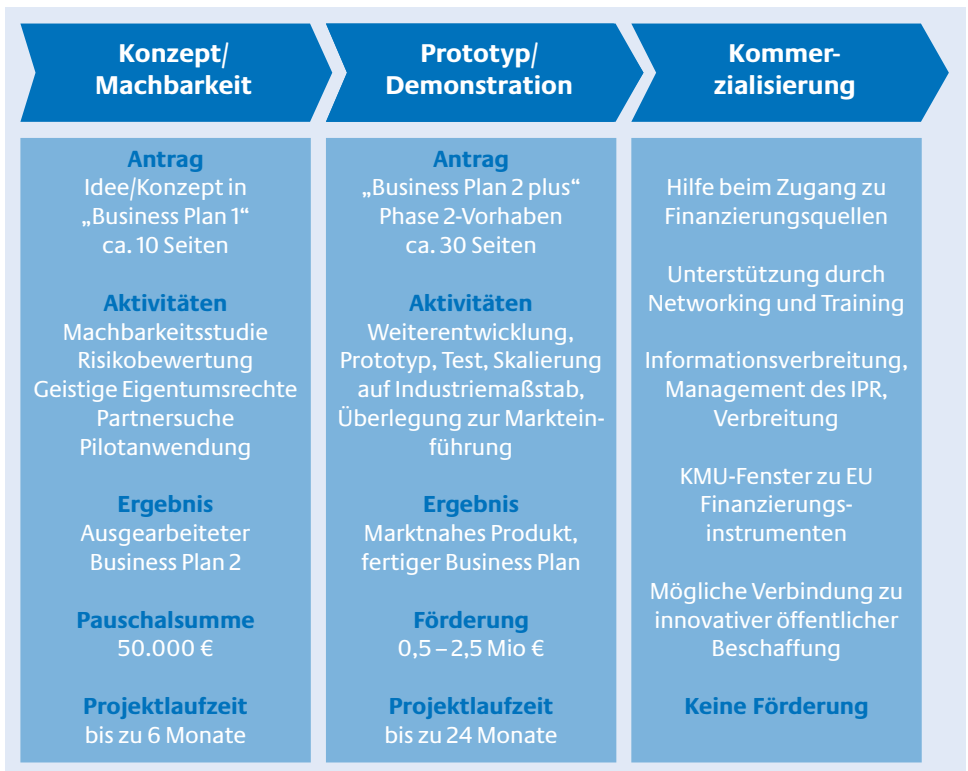 Konzept/
Machbarkeit
Antrag
Idee/Konzept in
„Business Plan 1“
ca. 10 Seiten
Aktivitäten
Machbarkeitsstudie
Risikobewertung
Geistige Eigentumsrechte
Partnersuche
Pilotanwendung
Ergebnis
Ausgearbeiteter
Business Plan 2
Pauschalsumme
50.000 €
Projektlaufzeit
bis zu 6 Monate
Prototyp/
Demonstration
Antrag
„Business Plan 2 plus“
Phase 2-Vorhaben
ca. 30 Seiten
Aktivitäten
Weiterentwicklung,
Prototyp, Test, Skalierung
auf Industriemaßstab,
Überlegung zur Marktein-
führung
Ergebnis
Marktnahes Produkt,
fertiger Business Plan
Förderung
0,5 – 2,5 Mio €
Projektlaufzeit
bis zu 24 Monate
Kommer-
zialisierung
Hilfe beim Zugang zu
Finanzierungsquellen
Unterstützung durch
Networking und Training
Informationsverbreitung,
Management des IPR,
Verbreitung
KMU-Fenster zu EU
Finanzierungs-
instrumenten
Mögliche Verbindung zu
innovativer öffentlicher
Beschaffung
Keine Förderung